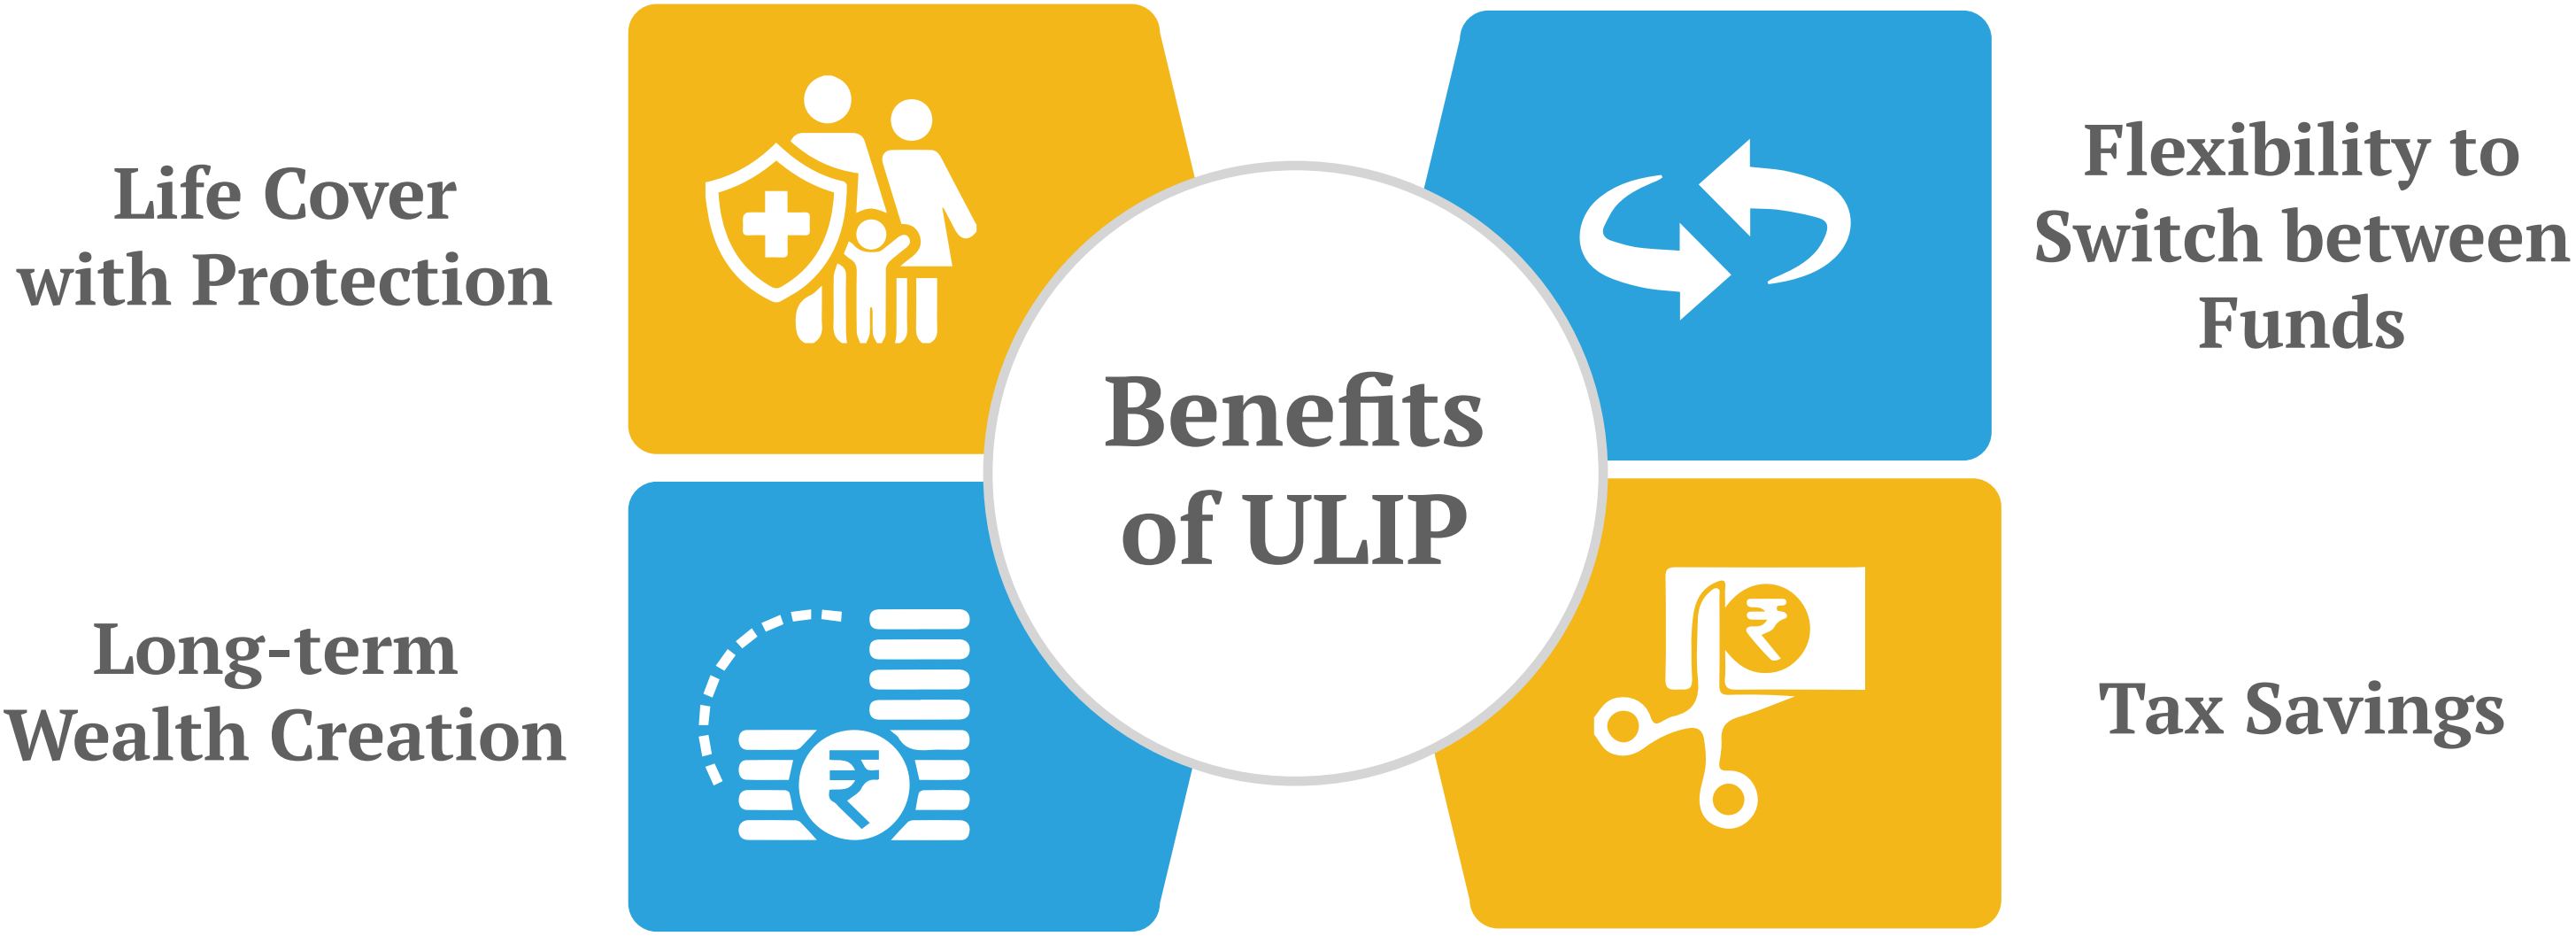 Life Cover
with Protection
Long-term
Wealth Creation
Benefits
of ULIP
Flexibility to
Switch between
Funds
Tax Savings
₹
₹